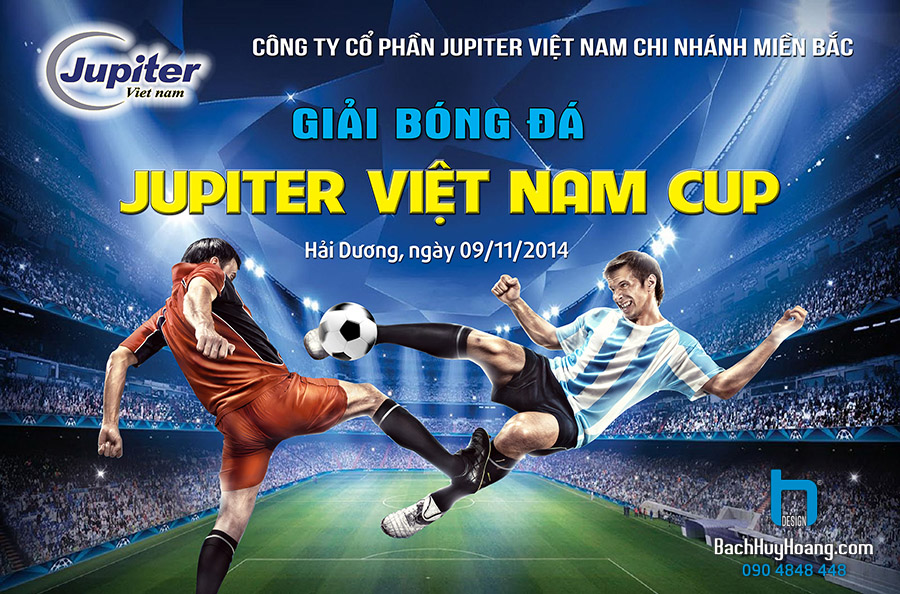 Jupiter
Viet nam
CÔNG TY CỔ PHẦN JUPITER VIỆT NAM CHI NHÁNH MIỀN BẮC
GIẢI BÓNG ĐÁ
JUPITER VIỆT NAM CUP
Hải Dương, ngày 09/11/2014
h
DESIGN
BachHuyHoang.com
090 4848 448